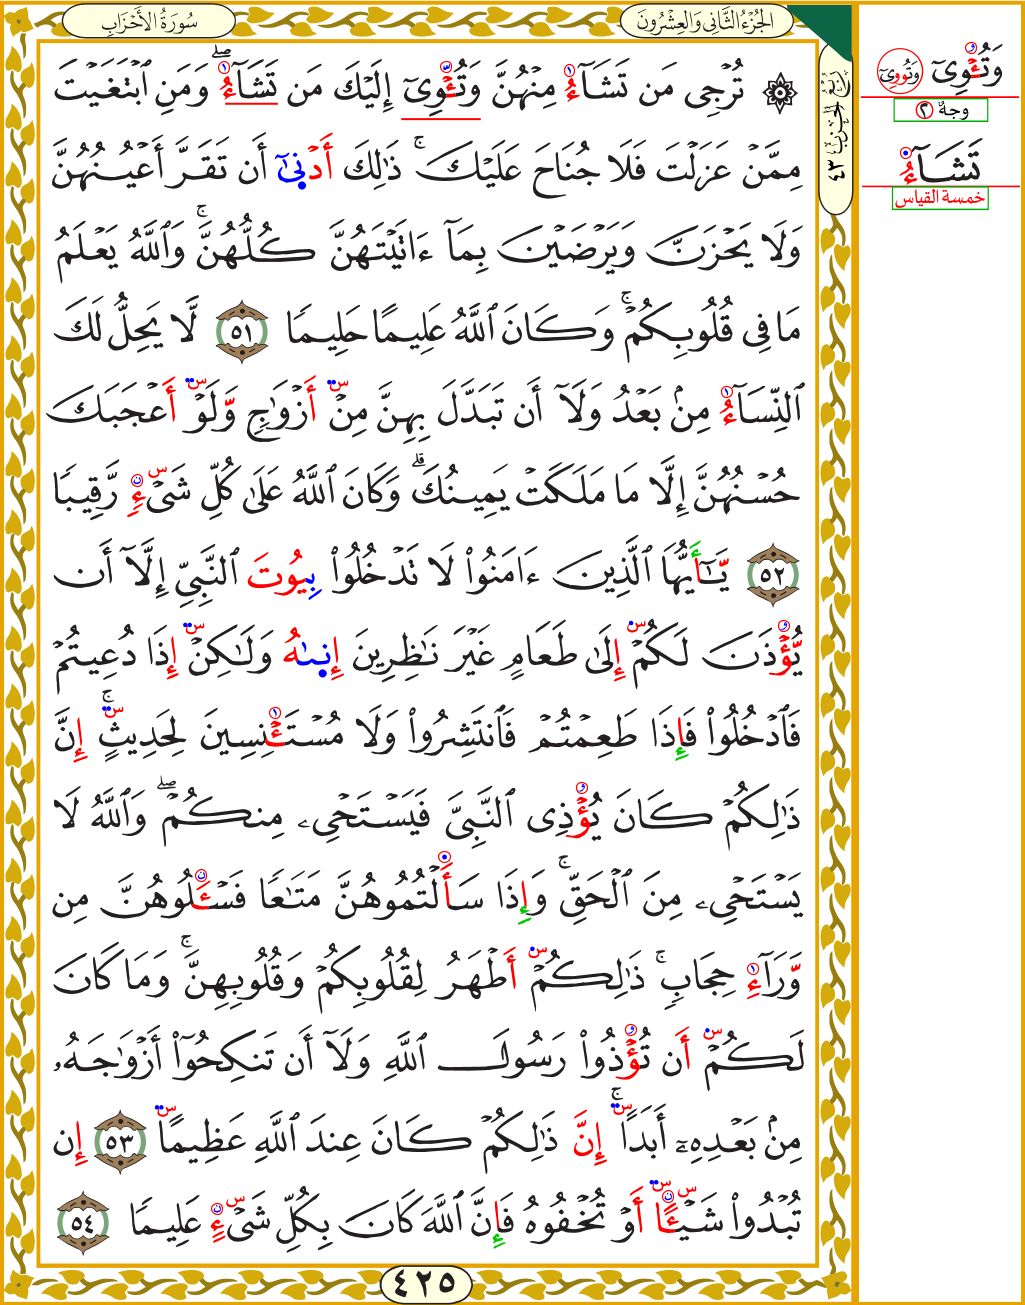 سُورَةُ الأَحْزَابِ
الجُزْءُ الثَّانِي وَالعِشْرُونَ
۞ تُرْجِى مَن تَشَآءُ مِنْهُنَّ وَتُـْٔوِىٓ إِلَيْكَ مَن تَشَآءُ ۖ وَمَنِ ٱبْتَغَيْتَ
مِمَّنْ عَزَلْتَ فَلَا جُنَاحَ عَلَيْكَ ۚ ذَٰلِكَ أَدْنَىٰٓ أَن تَقَرَّ أَعْيُنُهُنَّ
وَلَا يَحْزَنَّ وَيَرْضَيْنَ بِمَآ ءَاتَيْتَهُنَّ كُلُّهُنَّ ۚ وَٱللَّهُ يَعْلَمُ
مَا فِى قُلُوبِكُمْ ۚ وَكَانَ ٱللَّهُ عَلِيمًا حَلِيمًا ٥١ لَّا يَحِلُّ لَكَ
ٱلنِّسَآءُ مِنۢ بَعْدُ وَلَآ أَن تَبَدَّلَ بِهِنَّ مِنْ أَزْوَٰجٍ وَلَوْ أَعْجَبَكَ
حُسْنُهُنَّ إِلَّا مَا مَلَكَتْ يَمِينُكَ ۗ وَكَانَ ٱللَّهُ عَلَىٰ كُلِّ شَىْءٍ رَّقِيبًا
٥٢ يَـٰٓأَيُّهَا ٱلَّذِينَ ءَامَنُوا۟ لَا تَدْخُلُوا۟ بِيُوتَ ٱلنَّبِىِّ إِلَّآ أَن
يُؤْذَنَ لَكُمْ إِلَىٰ طَعَامٍ غَيْرَ نَـٰظِرِينَ إِنَىٰهُ وَلَـٰكِنْ إِذَا دُعِيتُمْ
فَٱدْخُلُوا۟ فَإِذَا طَعِمْتُمْ فَٱنتَشِرُوا۟ وَلَا مُسْتَـْٔنِسِينَ لِحَدِيثٍ ۚ إِنَّ
ذَٰلِكُمْ كَانَ يُؤْذِى ٱلنَّبِىَّ فَيَسْتَحْىِۦ مِنكُمْ ۖ وَٱللَّهُ لَا
يَسْتَحْىِۦ مِنَ ٱلْحَقِّ ۚ وَإِذَا سَأَلْتُمُوهُنَّ مَتَـٰعًا فَسْـَٔلُوهُنَّ مِن
وَرَآءِ حِجَابٍ ۚ ذَٰلِكُمْ أَطْهَرُ لِقُلُوبِكُمْ وَقُلُوبِهِنَّ ۚ وَمَا كَانَ
لَكُمْ أَن تُؤْذُوا۟ رَسُولَ ٱللَّهِ وَلَآ أَن تَنكِحُوٓا۟ أَزْوَٰجَهُۥ
مِنۢ بَعْدِهِۦٓ أَبَدًا ۚ إِنَّ ذَٰلِكُمْ كَانَ عِندَ ٱللَّهِ عَظِيمًا ٥٣ إِن
تُبْدُوا۟ شَيْـًٔا أَوْ تُخْفُوهُ فَإِنَّ ٱللَّهَ كَانَ بِكُلِّ شَىْءٍ عَلِيمًا ٥٤
٤٢٥
الحِزْبِ ٤٣
وَتُـْٔوِىٓ وَتُووِىٓ
وجهٌ ٢
تَشَآءُ
خمسة القياس